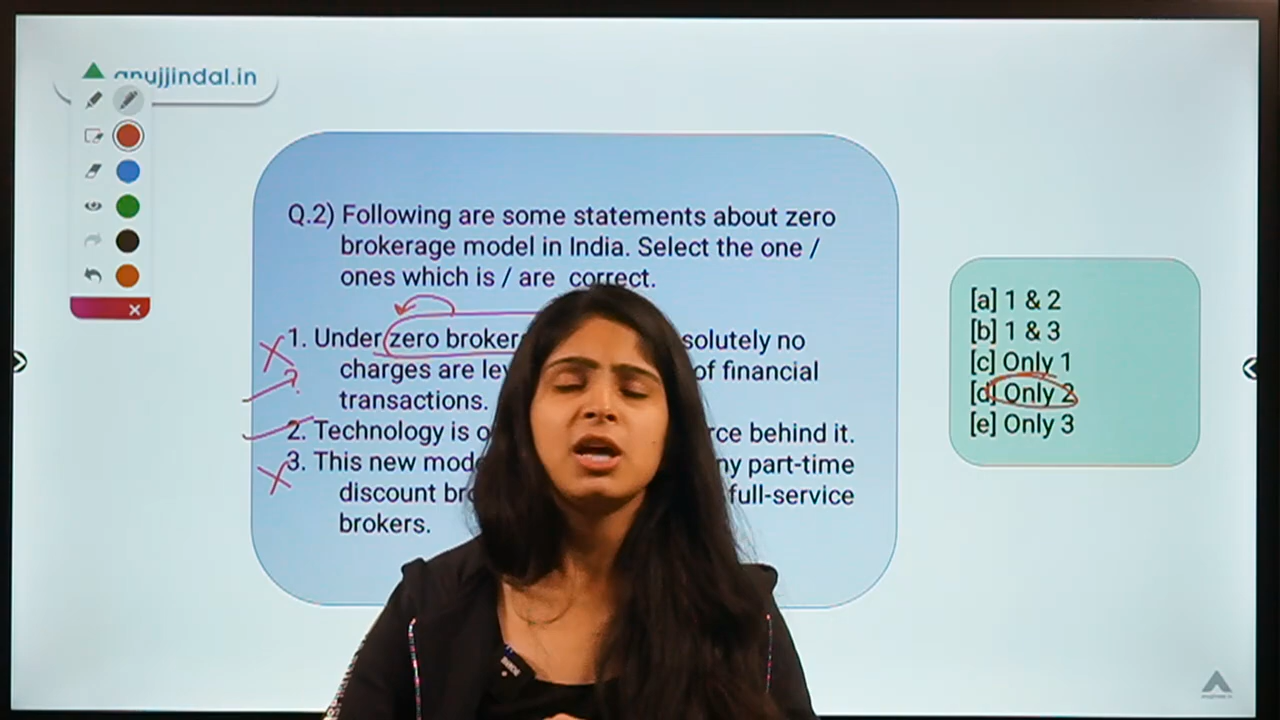 anujjindal.in
Q.2) Following are some statements about zero
brokerage model in India. Select the one /
ones which is / are correct.
1. Under zero broker solutely no
charges are lev of financial
transactions.
2. Technology is o rce behind it.
3. This new mode ny part-time
discount bro full-service
brokers.
[a] 1 & 2
[b] 1 & 3
[c] Only 1
[d] Only 2
[e] Only 3